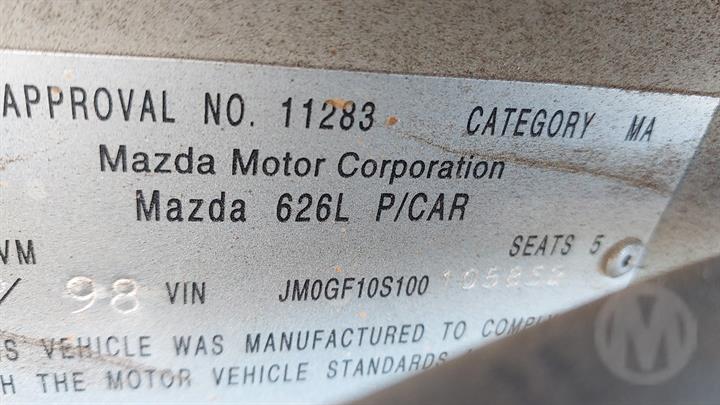 APPROVAL NO. 11283 CATEGORY MA
Mazda Motor Corporation
Mazda 626L P/CAR
VM SEATS 5
/ 98 VIN JM0GF10S100
S VEHICLE WAS MANUFACTURED TO
H THE MOTOR VEHICLE STANDARDS
M